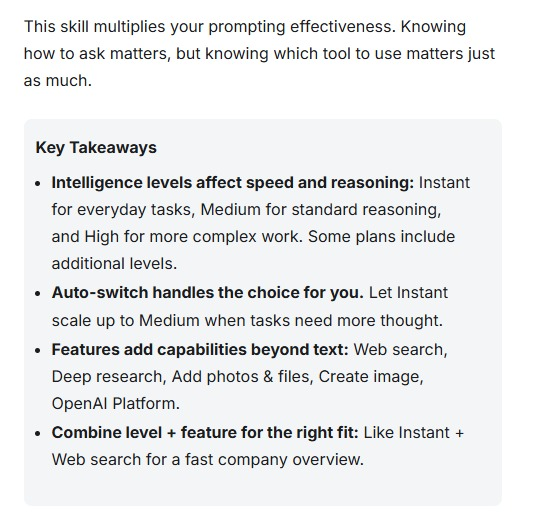 This skill multiplies your prompting effectiveness. Knowing
how to ask matters, but knowing which tool to use matters just
as much.
Key Takeaways
• Intelligence levels affect speed and reasoning: Instant
for everyday tasks, Medium for standard reasoning,
and High for more complex work. Some plans include
additional levels.
• Auto-switch handles the choice for you. Let Instant
scale up to Medium when tasks need more thought.
• Features add capabilities beyond text: Web search,
Deep research, Add photos & files, Create image,
OpenAI Platform.
• Combine level + feature for the right fit: Like Instant +
Web search for a fast company overview.